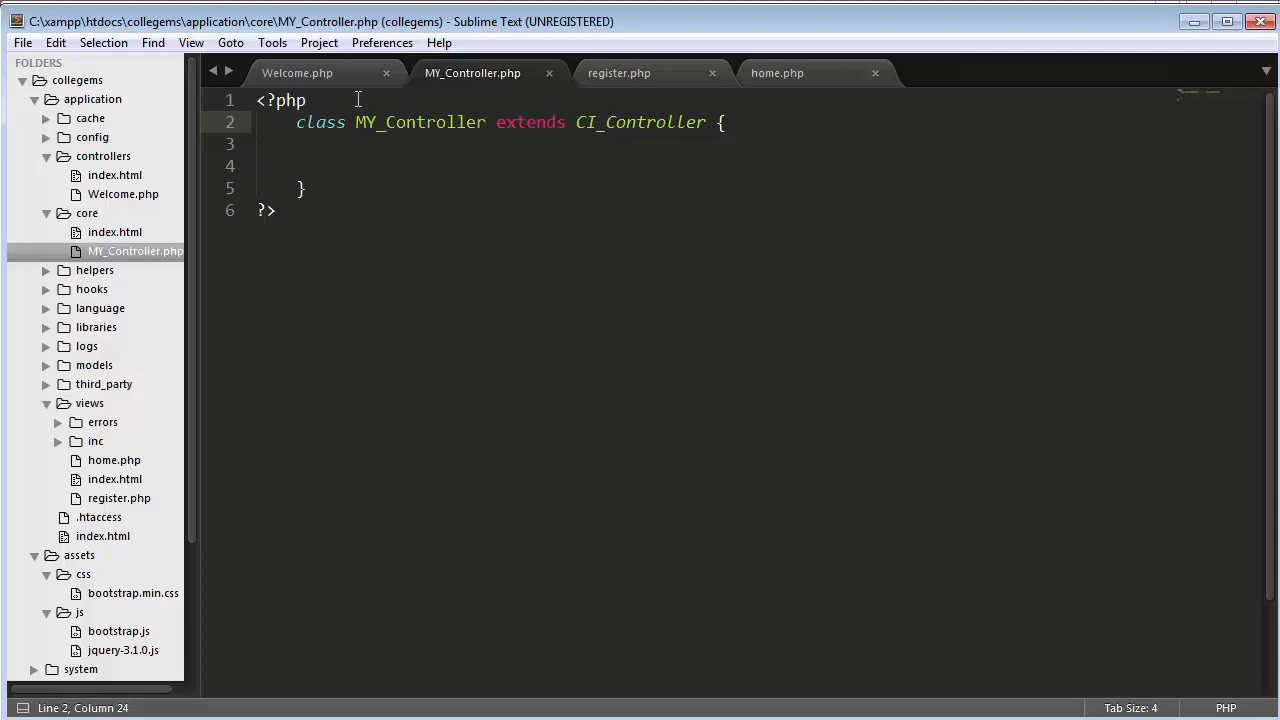 C:\xampp\htdocs\collegems\application\core\MY_Controller.php (collegems) - Sublime Text (UNREGISTERED)
File Edit Selection Find View Goto Tools Project Preferences Help
FOLDERS
collegems
application
cache
config
controllers
index.html
Welcome.php
core
index.html
MY_Controller.php
helpers
hooks
language
libraries
logs
models
third_party
views
errors
inc
home.php
index.html
register.php
.htaccess
index.html
assets
css
bootstrap.min.css
js
bootstrap.js
jquery-3.1.0.js
system
Welcome.php MY_Controller.php register.php home.php
1 <?php
2 class MY_Controller extends CI_Controller {
3
4
5 }
6 ?>
Line 2, Column 24 Tab Size: 4 PHP